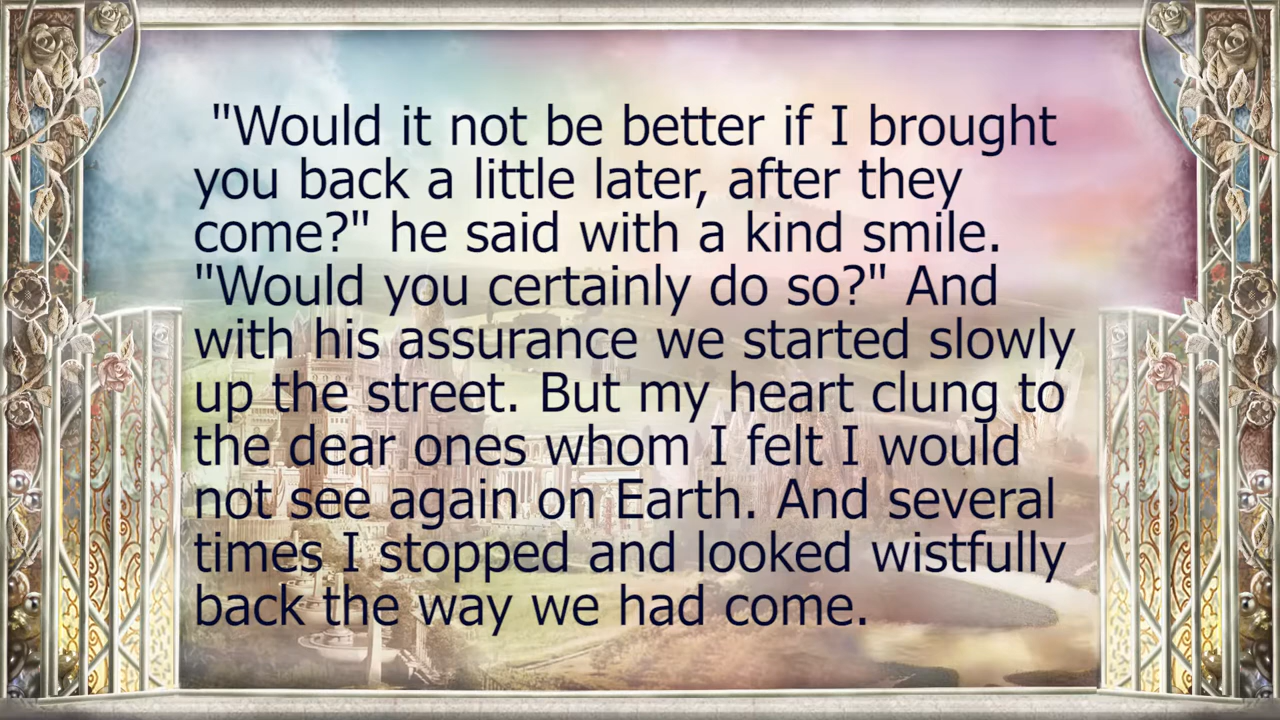 "Would it not be better if I brought
you back a little later, after they
come?" he said with a kind smile.
"Would you certainly do so?" And
with his assurance we started slowly
up the street. But my heart clung to
the dear ones whom I felt I would
not see again on Earth. And several
times I stopped and looked wistfully
back the way we had come.